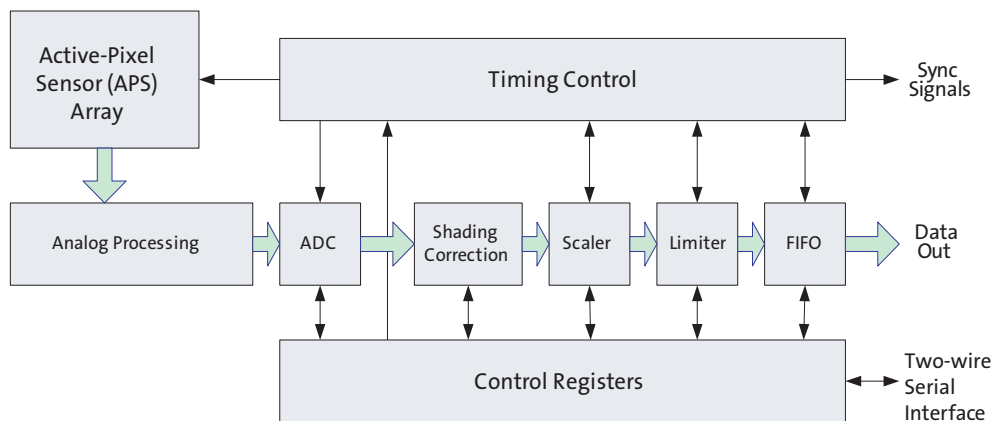 Active-Pixel
Sensor (APS)
Array
Timing Control
Sync
Signals
Analog Processing
ADC
Shading
Correction
Scaler
Limiter
FIFO
Data
Out
Control Registers
Two-wire
Serial
Interface